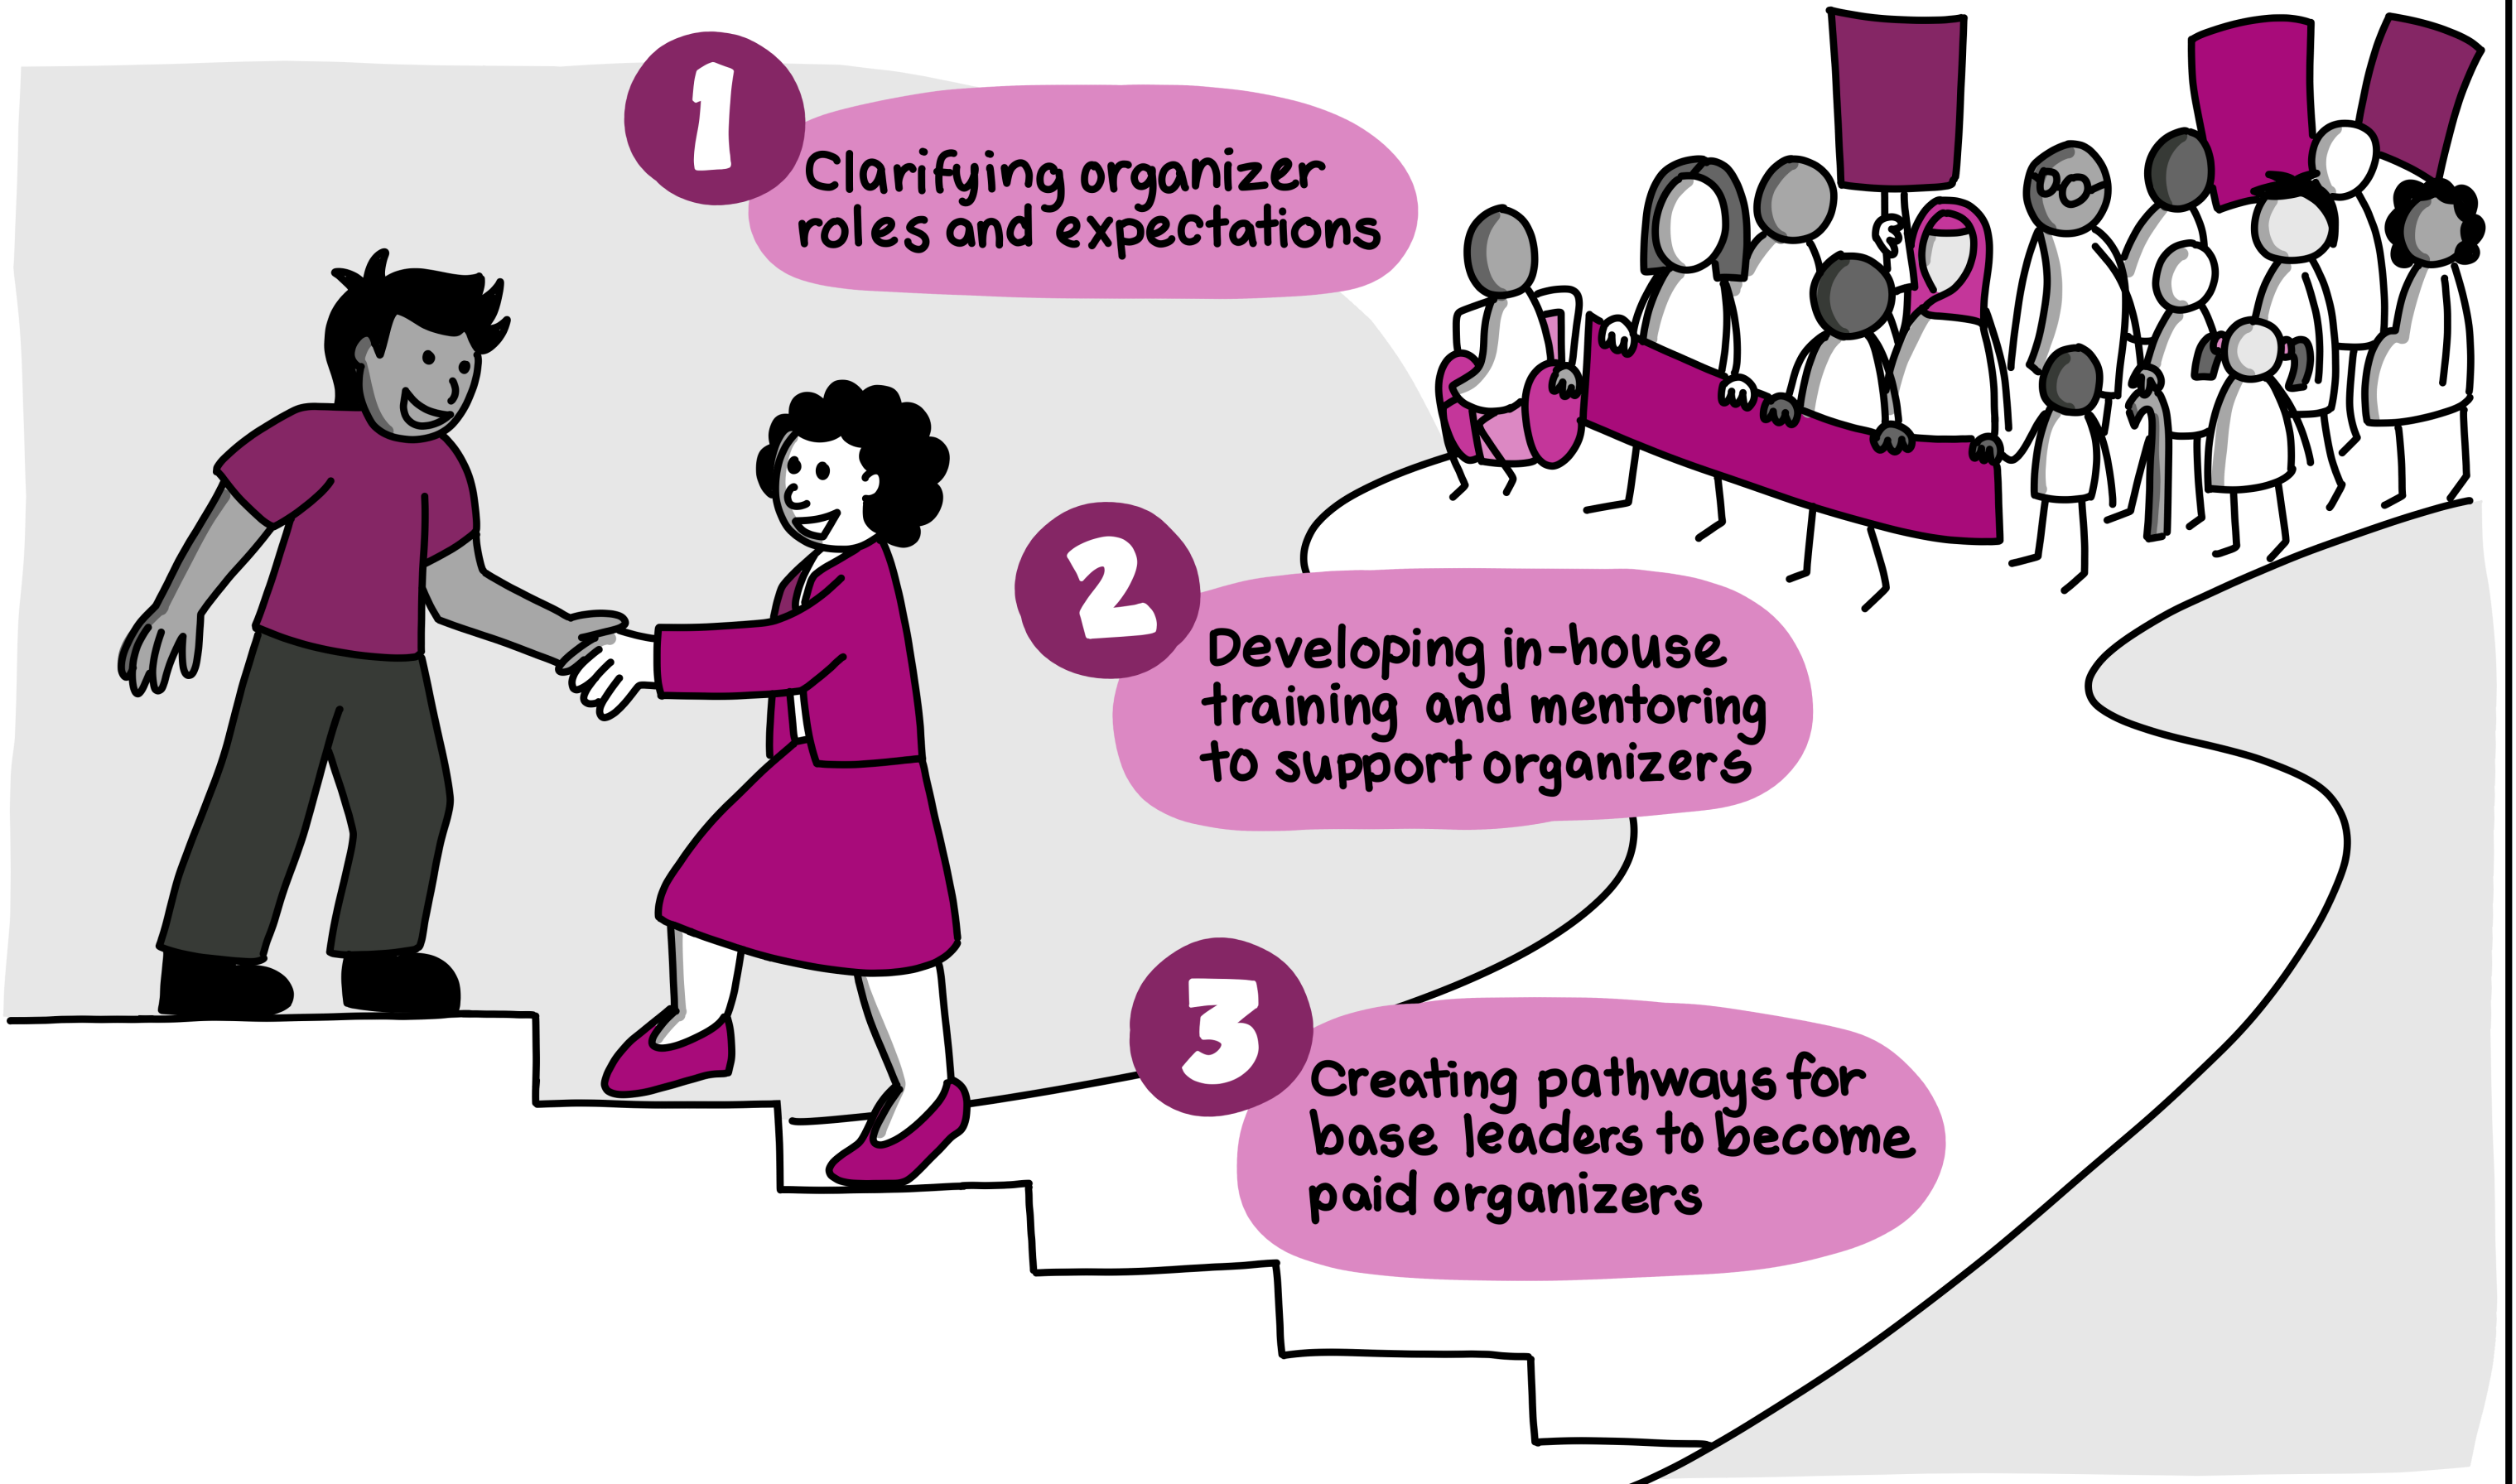 1
Clarifying organizer
roles and expectations
2
Developing in-house
training and mentoring
to support organizers
3
Creating pathways for
base leaders to become
paid organizers